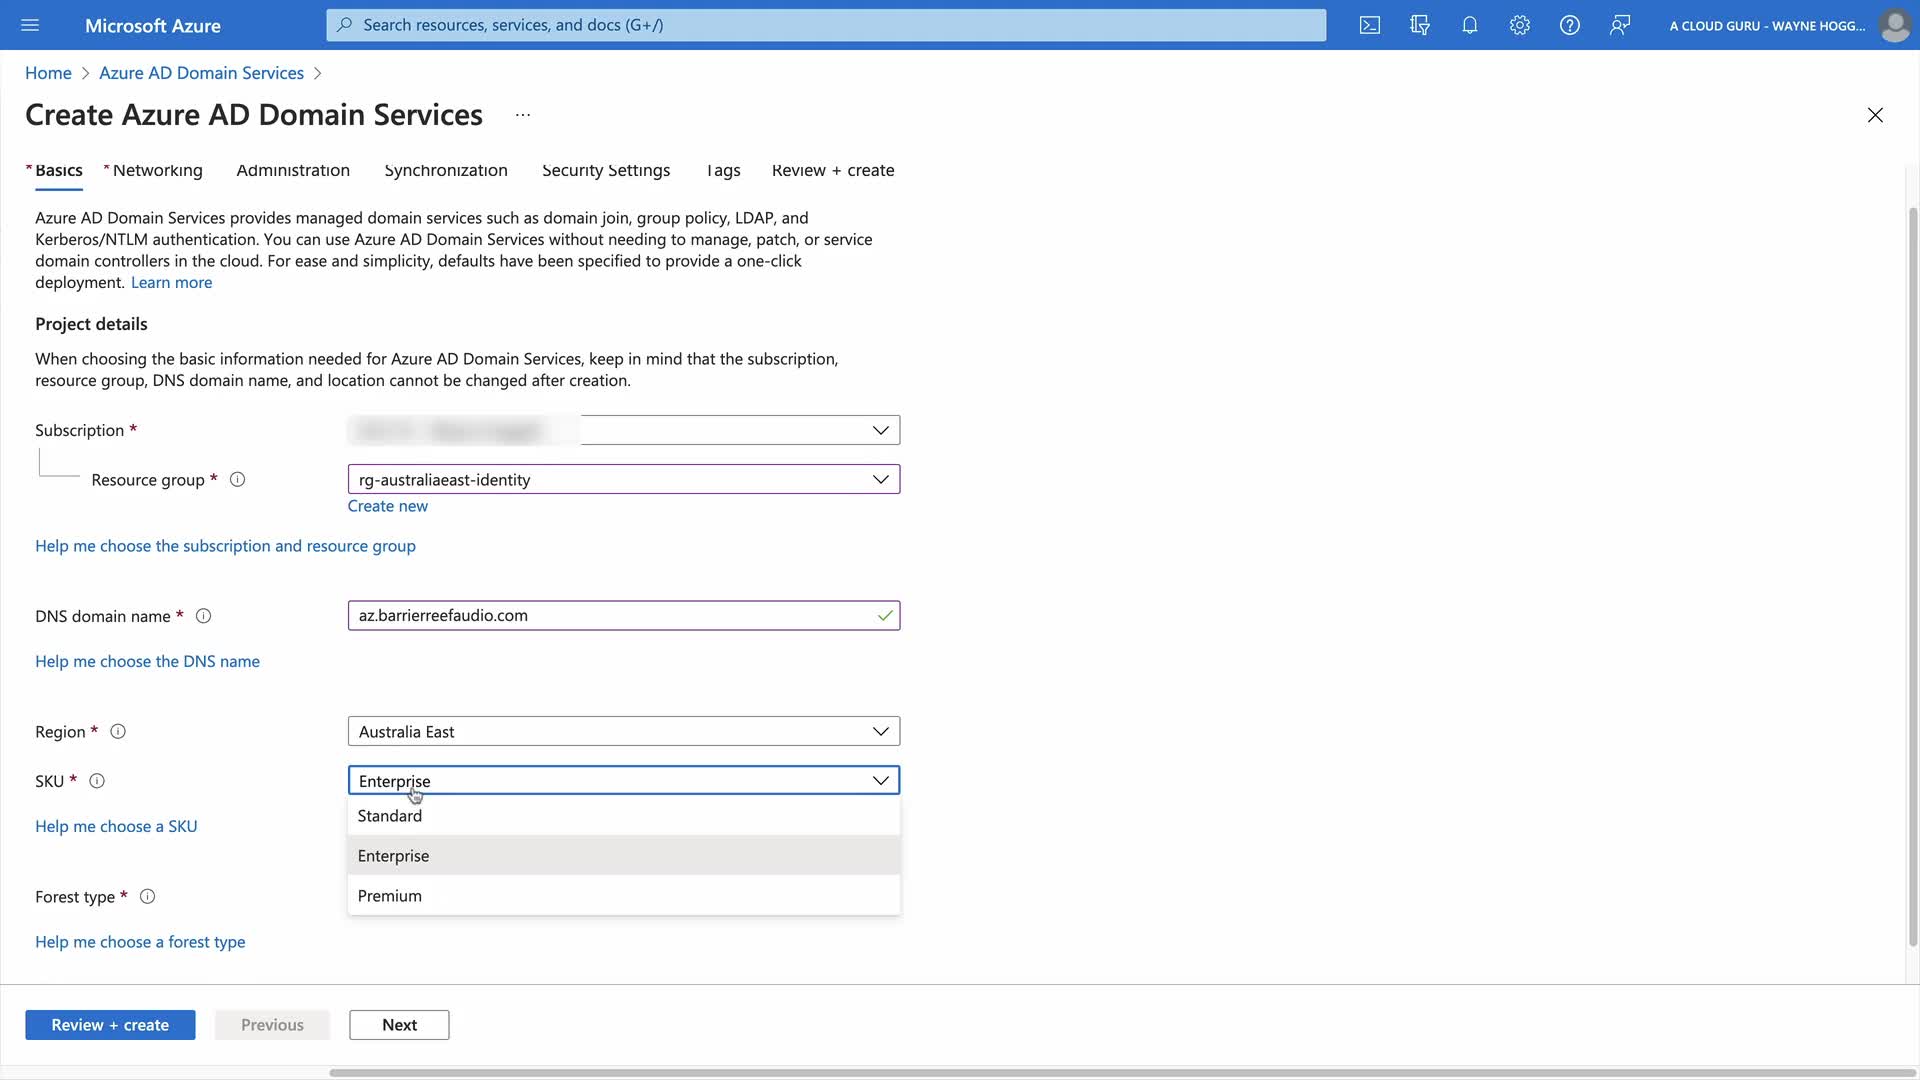 Microsoft Azure
Search resources, services, and docs (G+/)
A CLOUD GURU - WAYNE HOGG...
Home > Azure AD Domain Services >
Create Azure AD Domain Services ...
* Basics * Networking Administration Synchronization Security Settings Tags Review + create
Azure AD Domain Services provides managed domain services such as domain join, group policy, LDAP, and
Kerberos/NTLM authentication. You can use Azure AD Domain Services without needing to manage, patch, or service
domain controllers in the cloud. For ease and simplicity, defaults have been specified to provide a one-click
deployment. Learn more
Project details
When choosing the basic information needed for Azure AD Domain Services, keep in mind that the subscription,
resource group, DNS domain name, and location cannot be changed after creation.
Subscription *
Resource group * rg-australiaeast-identity
Create new
Help me choose the subscription and resource group
DNS domain name * az.barrierreefaudio.com
Help me choose the DNS name
Region * Australia East
SKU * Enterprise
Standard
Help me choose a SKU
Enterprise
Premium
Forest type *
Help me choose a forest type
Review + create Previous Next